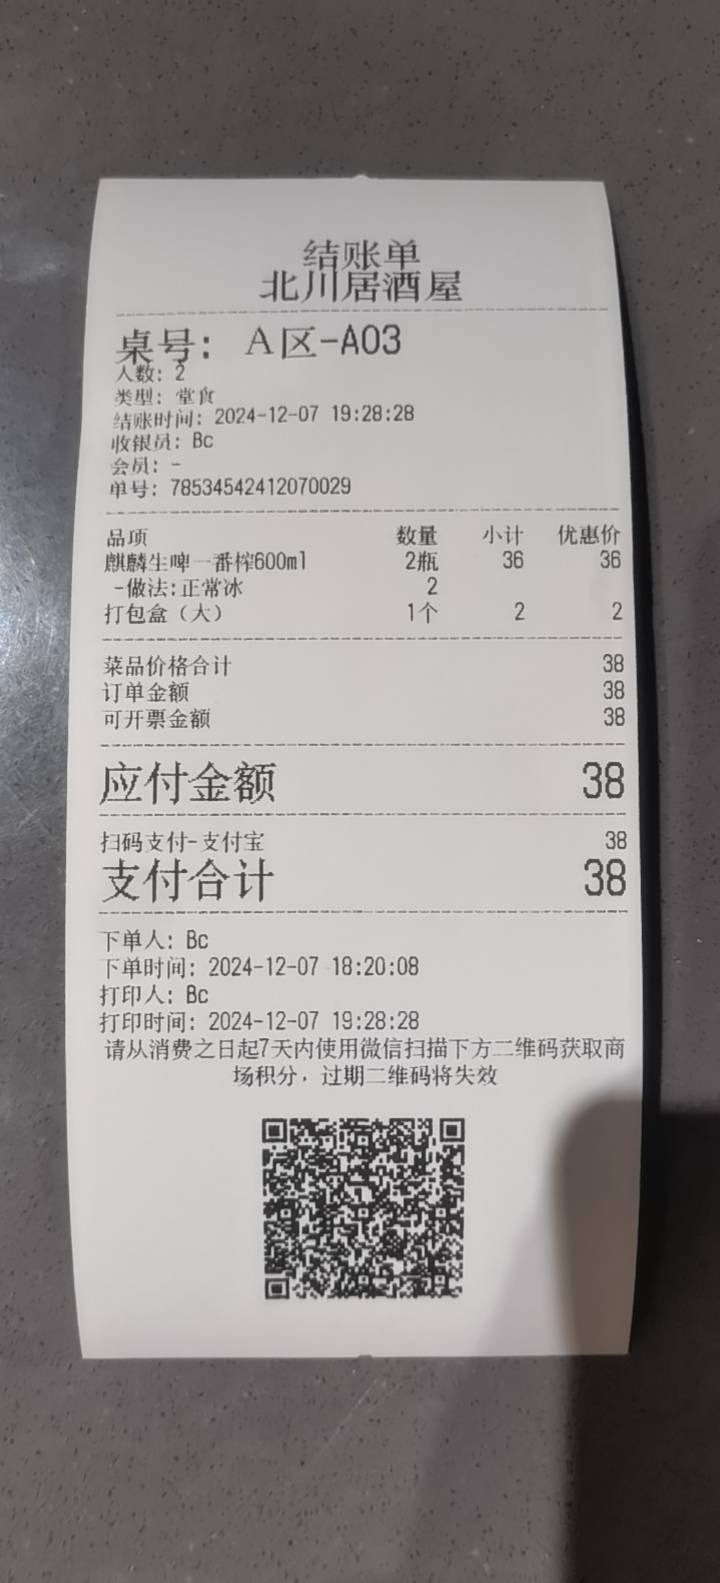 结账单
北川居酒屋
桌号: A区-A03
人数: 2
类型: 堂食
结账时间: 2024-12-07 19:28:28
收银员: Bc
会员: -
单号: 78534542412070029
品项 数量 小计 优惠价
麒麟生啤一番榨600ml 2瓶 36 36
-做法:正常冰 2
打包盒（大） 1个 2 2
菜品价格合计 38
订单金额 38
可开票金额 38
应付金额 38
扫码支付-支付宝 38
支付合计 38
下单人: Bc
下单时间: 2024-12-07 18:20:08
打印人: Bc
打印时间: 2024-12-07 19:28:28
请从消费之日起7天内使用微信扫描下方二维码获取商
场积分，过期二维码将失效